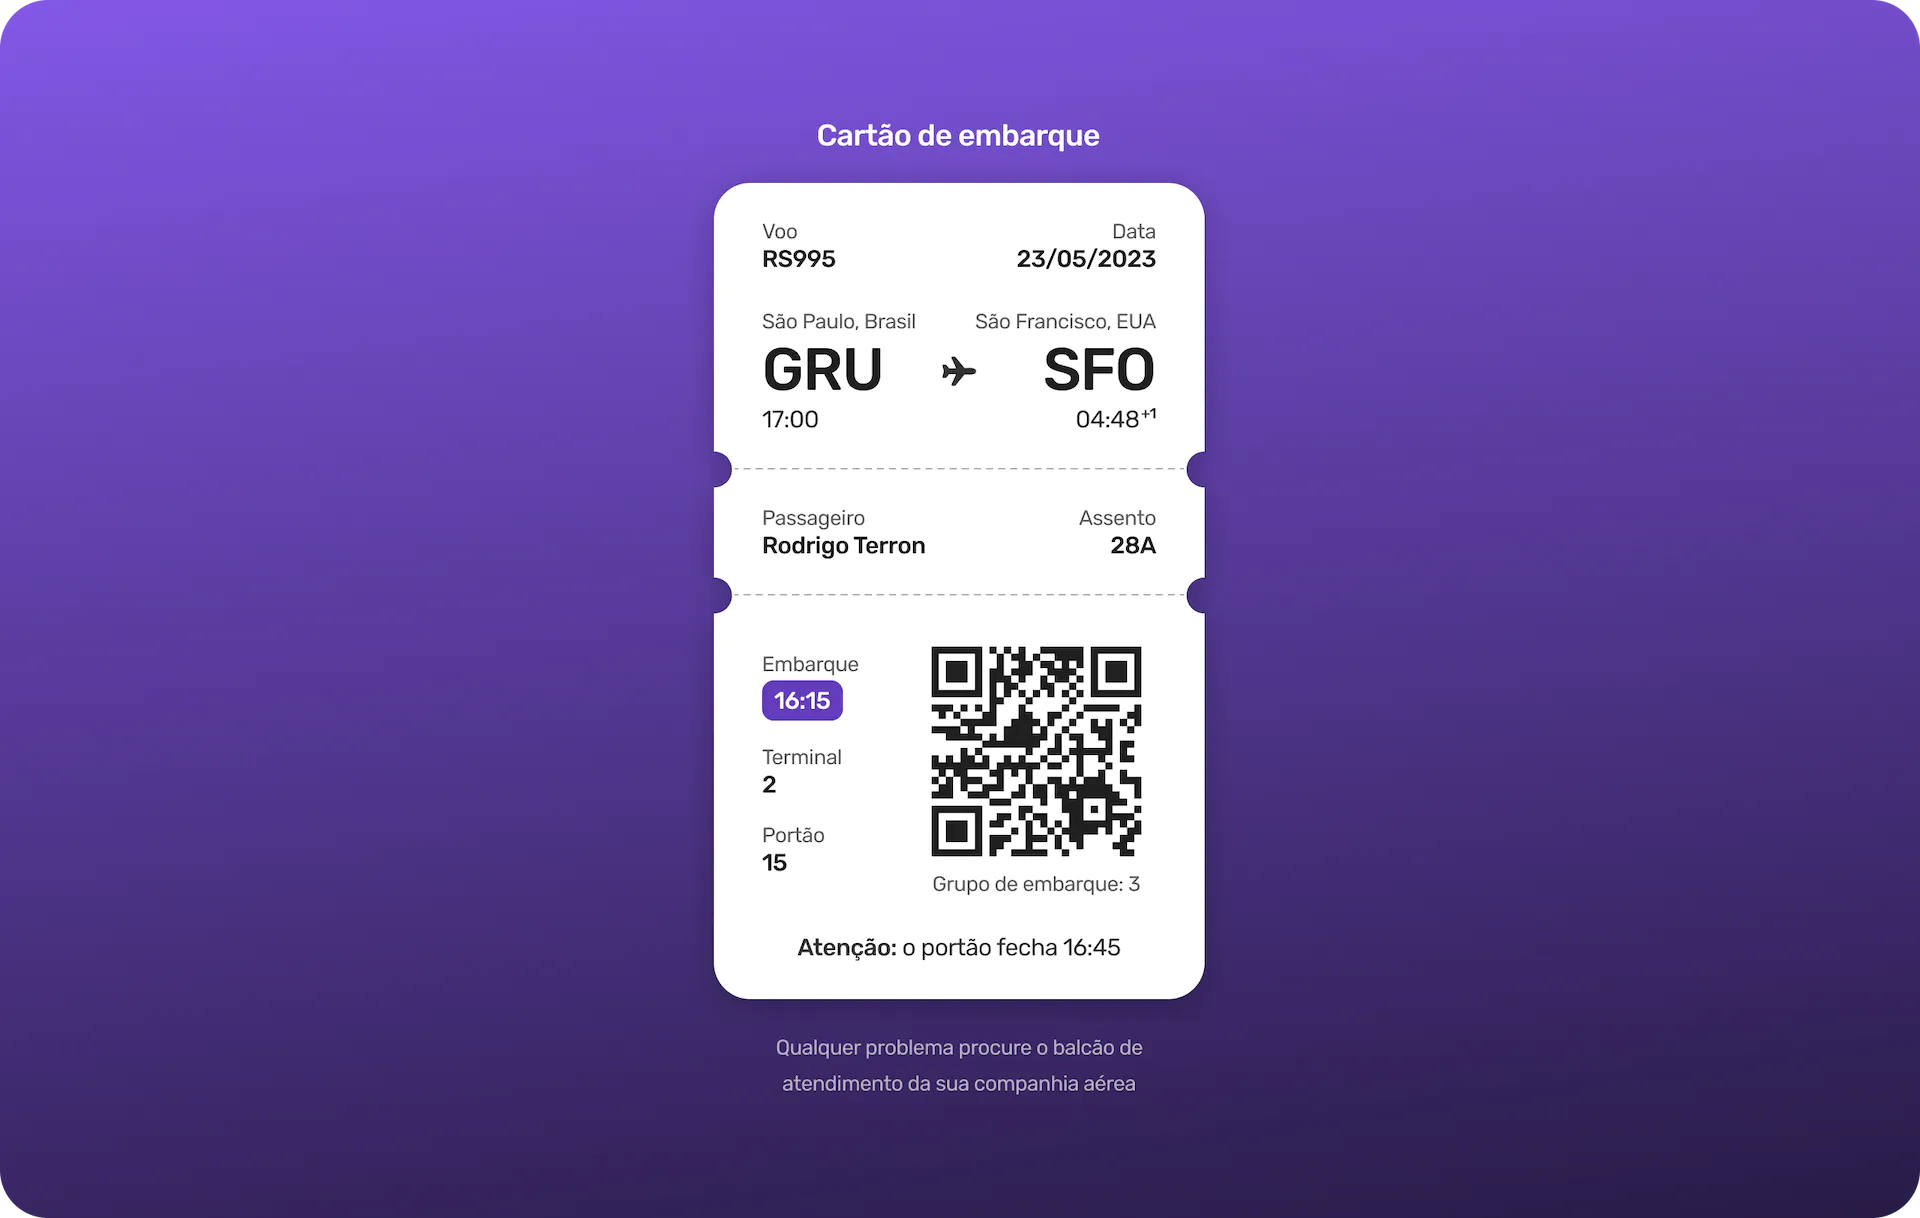 Cartão de embarque
Voo
Data
RS995
23/05/2023
São Paulo, Brasil
São Francisco, EUA
GRU
SFO
17:00
04:48+1
Passageiro
Assento
Rodrigo Terron
28A
Embarque
16:15
Terminal
2
Portão
15
Grupo de embarque: 3
Atenção: o portão fecha 16:45
Qualquer problema procure o balcão de
atendimento da sua companhia aérea